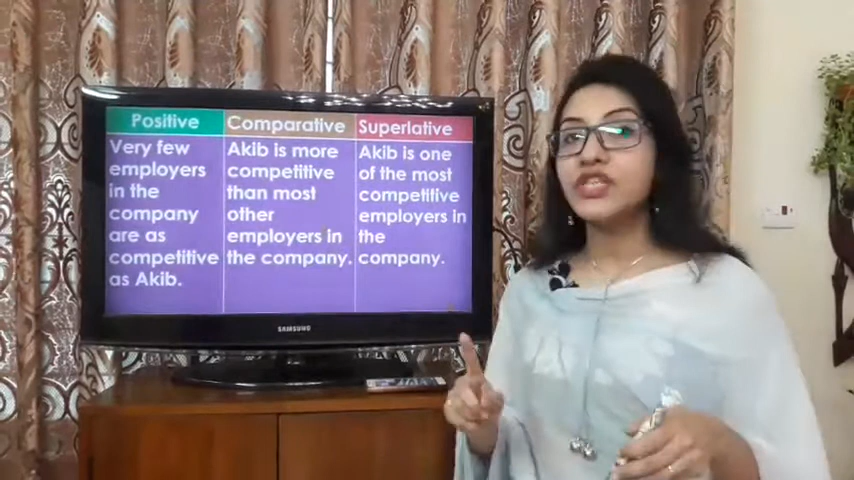 Positive
Comparative
Superlative
Very few
employers
in the
company
are as
competitive
as Akib.
Akib is more
competitive
than most
other
employers in
the company.
Akib is one
of the most
competitive
employers in
the
company.
SAMSUNG